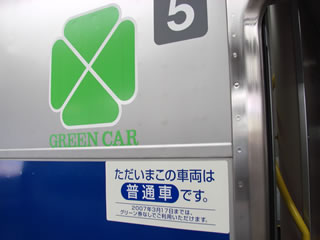 5
GREEN CAR
ただいまこの車両は
普通車です。
2007年3月17日までは、
グリーン券なしでご利用いただけます。